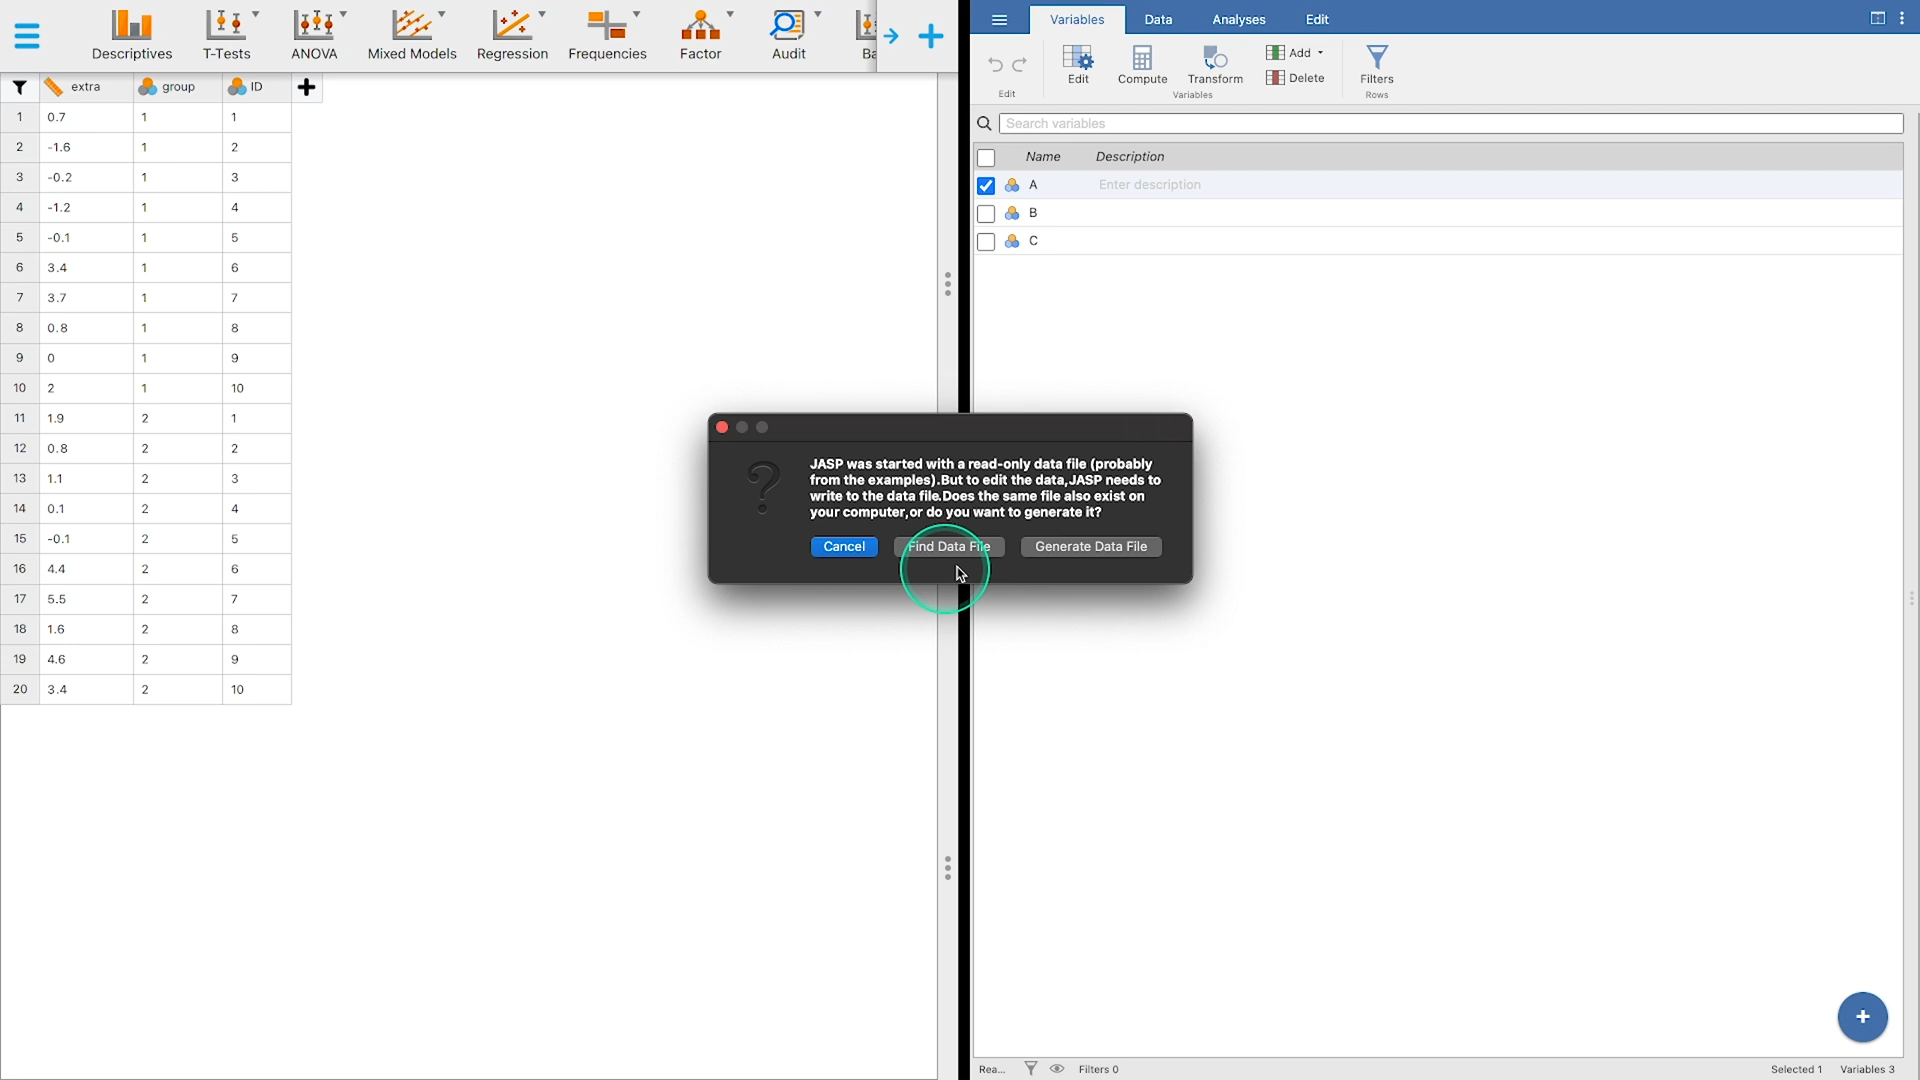 Descriptives
T-Tests
ANOVA
Mixed Models
Regression
Frequencies
Factor
Audit
Ba
extra group ID
1 0.7 1 1
2 -1.6 1 2
3 -0.2 1 3
4 -1.2 1 4
5 -0.1 1 5
6 3.4 1 6
7 3.7 1 7
8 0.8 1 8
9 0 1 9
10 2 1 10
11 1.9 2 1
12 0.8 2 2
13 1.1 2 3
14 0.1 2 4
15 -0.1 2 5
16 4.4 2 6
17 5.5 2 7
18 1.6 2 8
19 4.6 2 9
20 3.4 2 10
JASP was started with a read-only data file (probably
from the examples).But to edit the data,JASP needs to
write to the data file.Does the same file also exist on
your computer,or do you want to generate it?
Cancel
Find Data File
Generate Data File
Variables
Data
Analyses
Edit
Edit
Compute
Transform
Add
Delete
Filters
Edit
Variables
Rows
Search variables
Name Description
A Enter description
B
C
Rea...
Filters 0
Selected 1
Variables 3